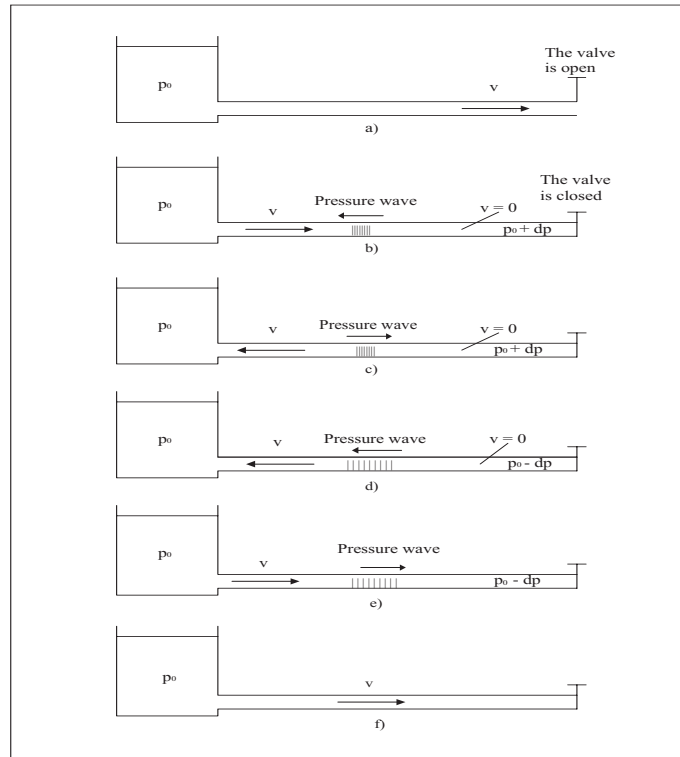 The valve
is open
p₀
v
a)
The valve
is closed
Pressure wave
v = 0
p₀
v
p₀ + dp
b)
Pressure wave
v = 0
p₀
v
p₀ + dp
c)
Pressure wave
v = 0
p₀
v
p₀ - dp
d)
Pressure wave
p₀
v
p₀ - dp
e)
p₀
v
f)